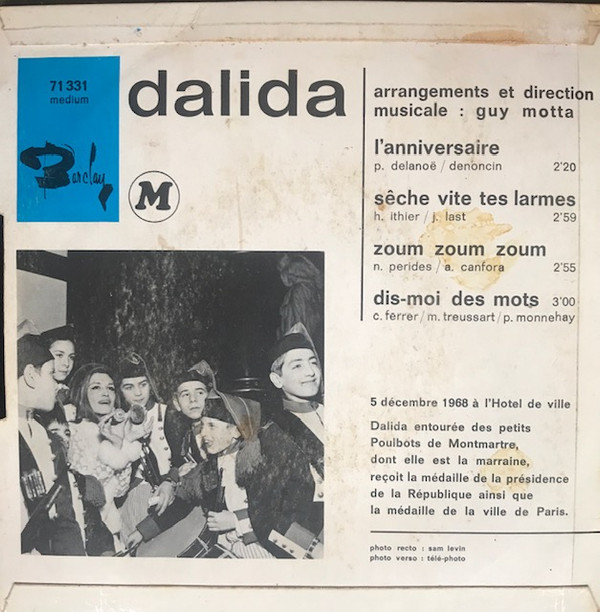 71 331
medium
Barclay
M
dalida
arrangements et direction
musicale : guy motta
l'anniversaire
p. delanoë / denoncin 2'20
sêche vite tes larmes
h. ithier / j. last 2'59
zoum zoum zoum
n. perides / a. canfora 2'55
dis-moi des mots 3'00
c. ferrer / m. treussart / p. monnehay
5 décembre 1968 à l'Hotel de ville
Dalida entourée des petits
Poulbots de Montmartre,
dont elle est la marraine,
reçoit la médaille de la présidence
de la République ainsi que
la médaille de la ville de Paris.
photo recto : sam levin
photo verso : télé-photo